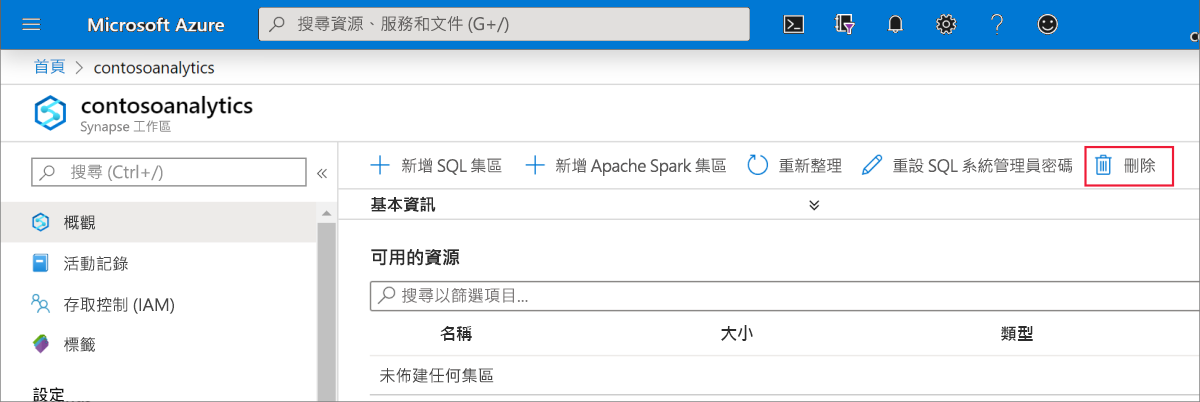 Microsoft Azure
搜尋資源、服務和文件 (G+/)
首頁 > contosoanalytics
contosoanalytics
Synapse 工作區
搜尋 (Ctrl+/)
概觀
活動記錄
存取控制 (IAM)
標籤
設定
新增 SQL 集區 新增 Apache Spark 集區 重新整理 重設 SQL 系統管理員密碼 刪除
基本資訊
可用的資源
搜尋以篩選項目...
名稱 大小 類型
未佈建任何集區